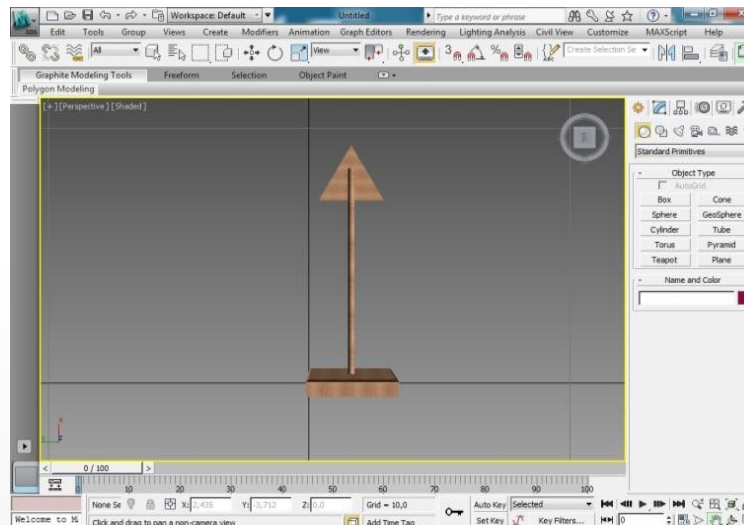 Workspace: Default
Untitled
Type a keyword or phrase
Edit Tools Group Views Create Modifiers Animation Graph Editors Rendering Lighting Analysis Civil View Customize MAXScript Help
All
View
3
Create Selection Se
Graphite Modeling Tools Freeform Selection Object Paint
Polygon Modeling
[+][Perspective][Shaded]
Standard Primitives
- Object Type
AutoGrid
Box Cone
Sphere GeoSphere
Cylinder Tube
Torus Pyramid
Teapot Plane
- Name and Color
< 0 / 100 >
0 10 20 30 40 50 60 70 80 90 100
None Se X: 2,435 Y: -3,712 Z: 0,0 Grid = 10,0 Auto Key Selected 0
Welcome to M Click and drag to pan a non-camera view Add Time Tag Set Key Key Filters...